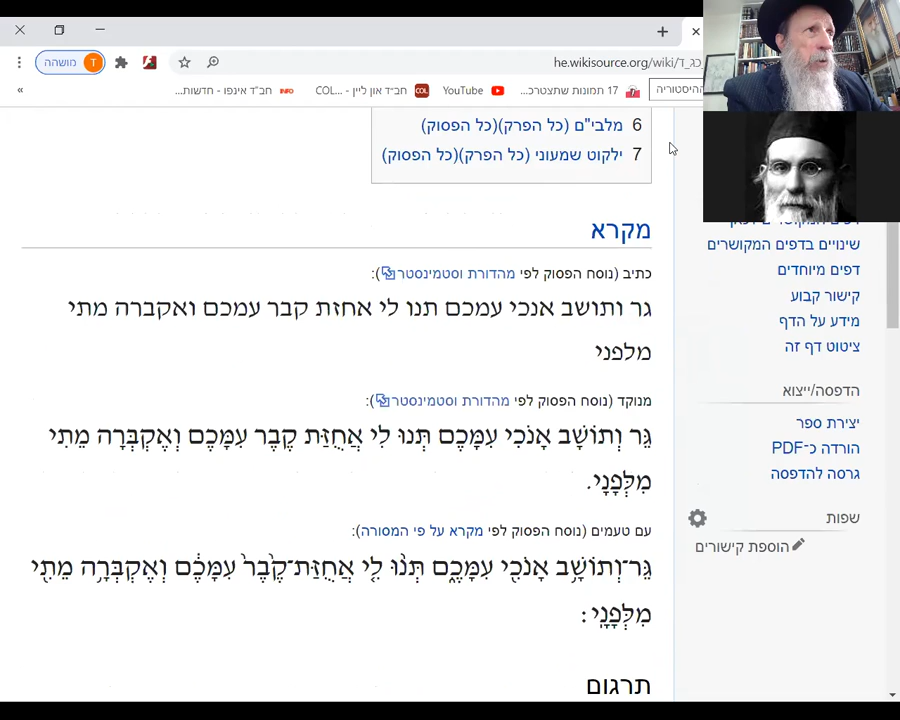 מושהה
he.wikisource.org/wiki/
«
COL...חב"ד און ליין - COL
חב"ד אינפו - חדשות...
YouTube
17 תמונות שתצטרכ...
ההיסטוריה
6 מלבי"ם (כל הפרק)(כל הפסוק)
7 ילקוט שמעוני (כל הפרק)(כל הפסוק)
מקרא
כתיב (נוסח הפסוק לפי מהדורת וסטמינסטר):
גר ותושב אנכי עמכם תנו לי אחזת קבר עמכם ואקברה מתי
מלפני
מנוקד (נוסח הפסוק לפי מהדורת וסטמינסטר):
גֵּר וְתוֹשָׁב אָנֹכִי עִמָּכֶם תְּנוּ לִי אֲחֻזַּת קֶבֶר עִמָּכֶם וְאֶקְבְּרָה מֵתִי
מִלְּפָנָי.
עם טעמים (נוסח הפסוק לפי מקרא על פי המסורה):
גֵּר־וְתוֹשָׁ֥ב אָנֹכִ֖י עִמָּכֶ֑ם תְּנ֨וּ לִ֤י אֲחֻזַּת־קֶ֙בֶר֙ עִמָּכֶ֔ם וְאֶקְבְּרָ֥ה מֵתִ֖י
מִלְּפָנָֽי׃
תרגום
שינויים בדפים המקושרים
דפים מיוחדים
קישור קבוע
מידע על הדף
ציטוט דף זה
הדפסה/ייצוא
יצירת ספר
הורדה כ־PDF
גרסה להדפסה
שפות
הוספת קישורים